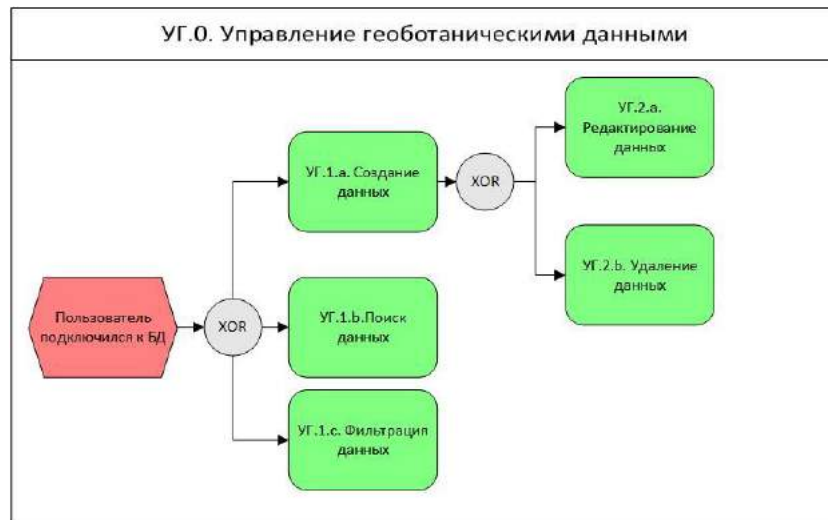 УГ.0. Управление геоботаническими данными
УГ.2.a.
Редактирование
данных
УГ.1.a. Создание
данных
XOR
УГ.2.b. Удаление
данных
Пользователь
подключился к БД
XOR
УГ.1.b.Поиск
данных
УГ.1.c. Фильтрация
данных